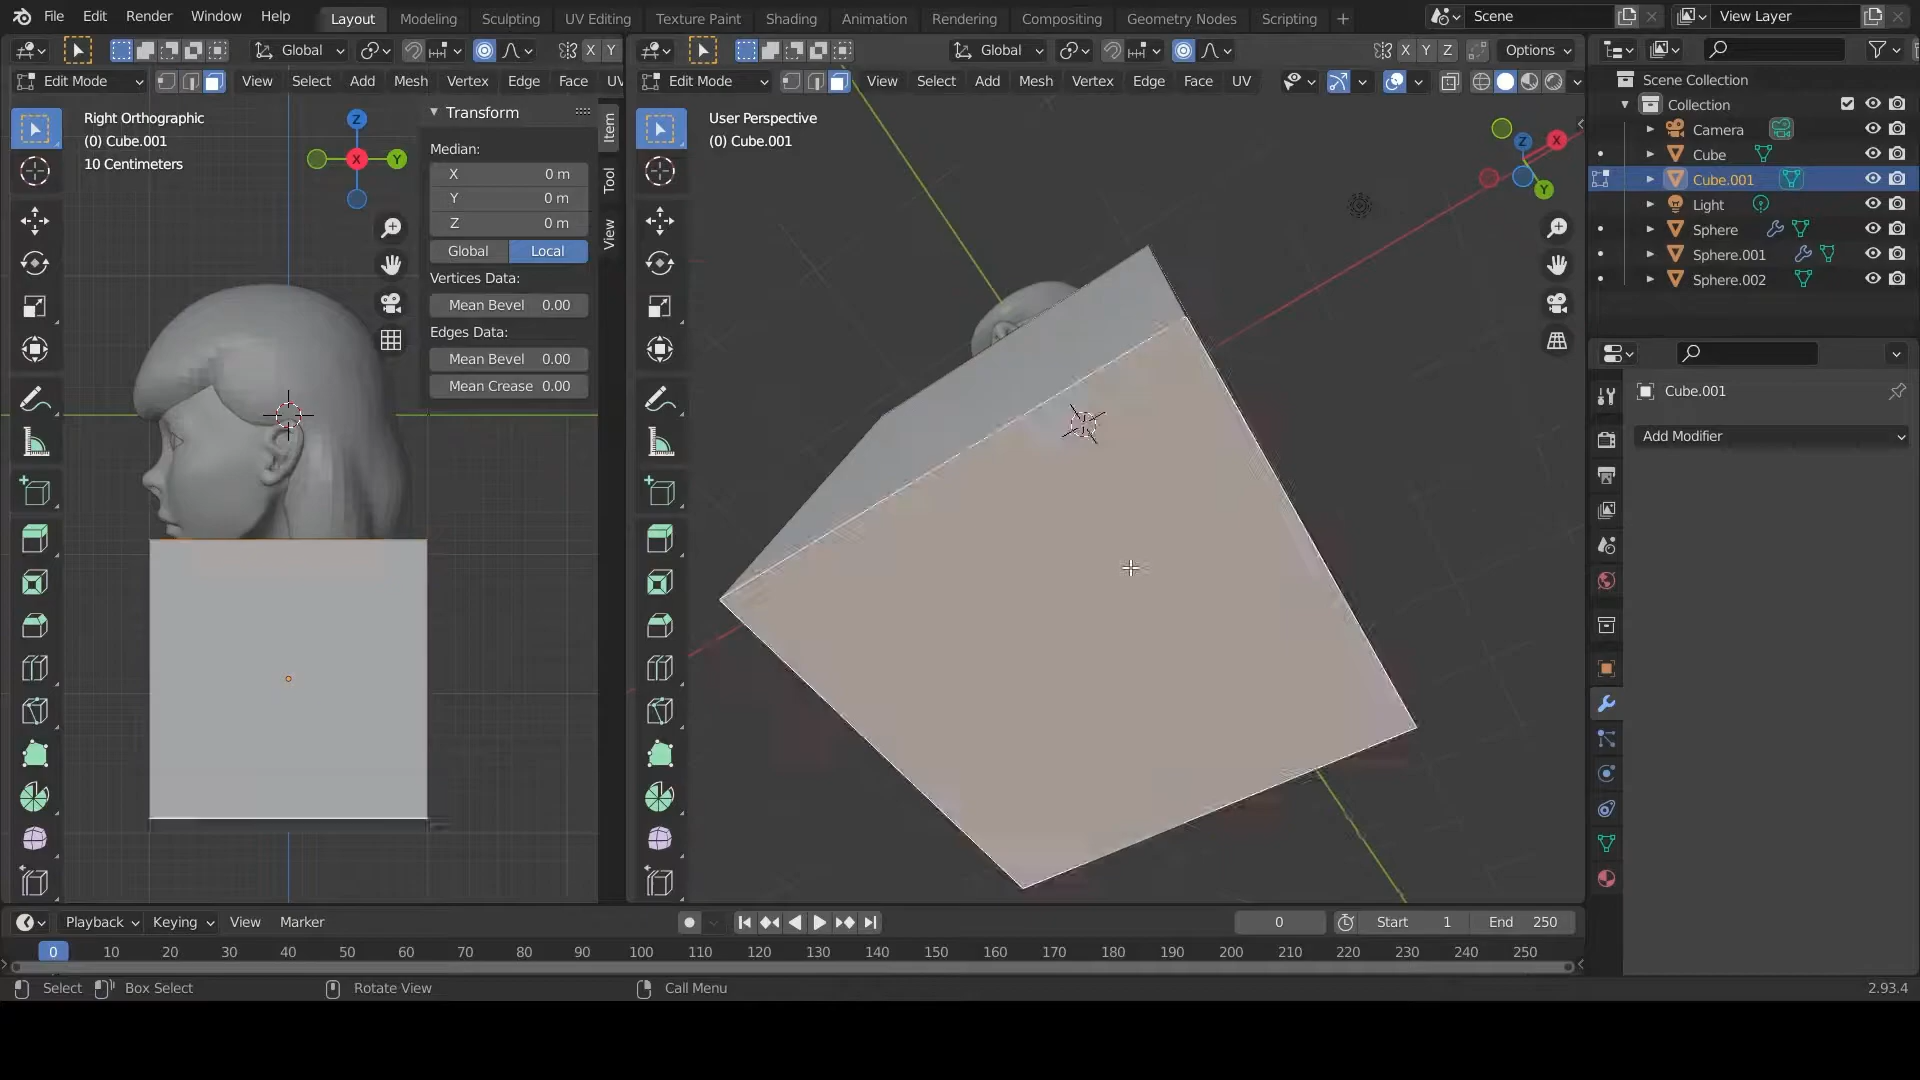 File Edit Render Window Help Layout Modeling Sculpting UV Editing Texture Paint Shading Animation Rendering Compositing Geometry Nodes Scripting + Scene View Layer
Global X Y Global X Y Z Options
Edit Mode View Select Add Mesh Vertex Edge Face UV Edit Mode View Select Add Mesh Vertex Edge Face UV
Right Orthographic
(0) Cube.001
10 Centimeters
Z
X
Y
Transform
Median:
X 0 m
Y 0 m
Z 0 m
Global Local
Vertices Data:
Mean Bevel 0.00
Edges Data:
Mean Bevel 0.00
Mean Crease 0.00
Item
Tool
View
User Perspective
(0) Cube.001
Z
X
Y
Scene Collection
Collection
Camera
Cube
Cube.001
Light
Sphere
Sphere.001
Sphere.002
Cube.001
Add Modifier
Playback Keying View Marker 0 Start 1 End 250
0 10 20 30 40 50 60 70 80 90 100 110 120 130 140 150 160 170 180 190 200 210 220 230 240 250
Select Box Select Rotate View Call Menu 2.93.4